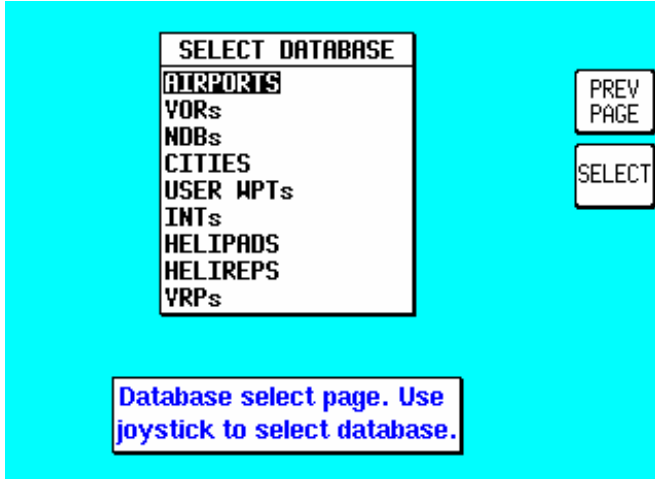 SELECT DATABASE
AIRPORTS
VORs
NDBs
CITIES
USER WPTs
INTs
HELIPADS
HELIREPS
VRPs
PREV
PAGE
SELECT
Database select page. Use
joystick to select database.